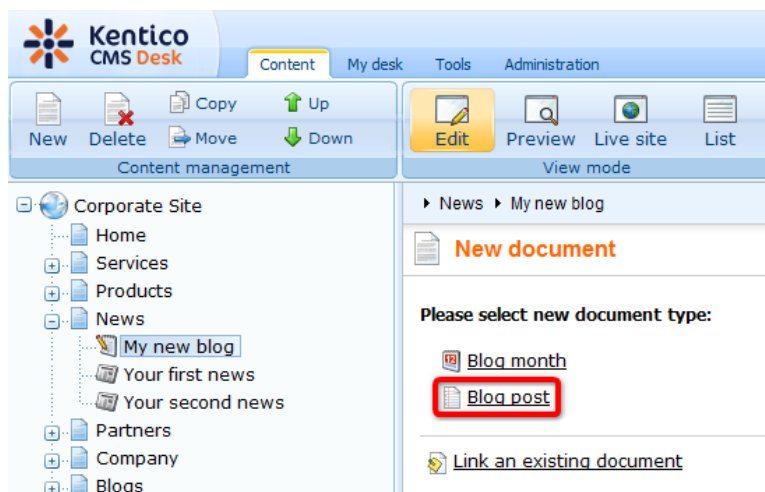 Kentico
CMS Desk
Content My desk Tools Administration
Copy Up
New Delete Move Down Edit Preview Live site List
Content management View mode
Corporate Site News My new blog
Home
New document
Services
Products
News Please select new document type:
My new blog Blog month
Your first news
Blog post
Your second news
Partners
Company Link an existing document
Blogs